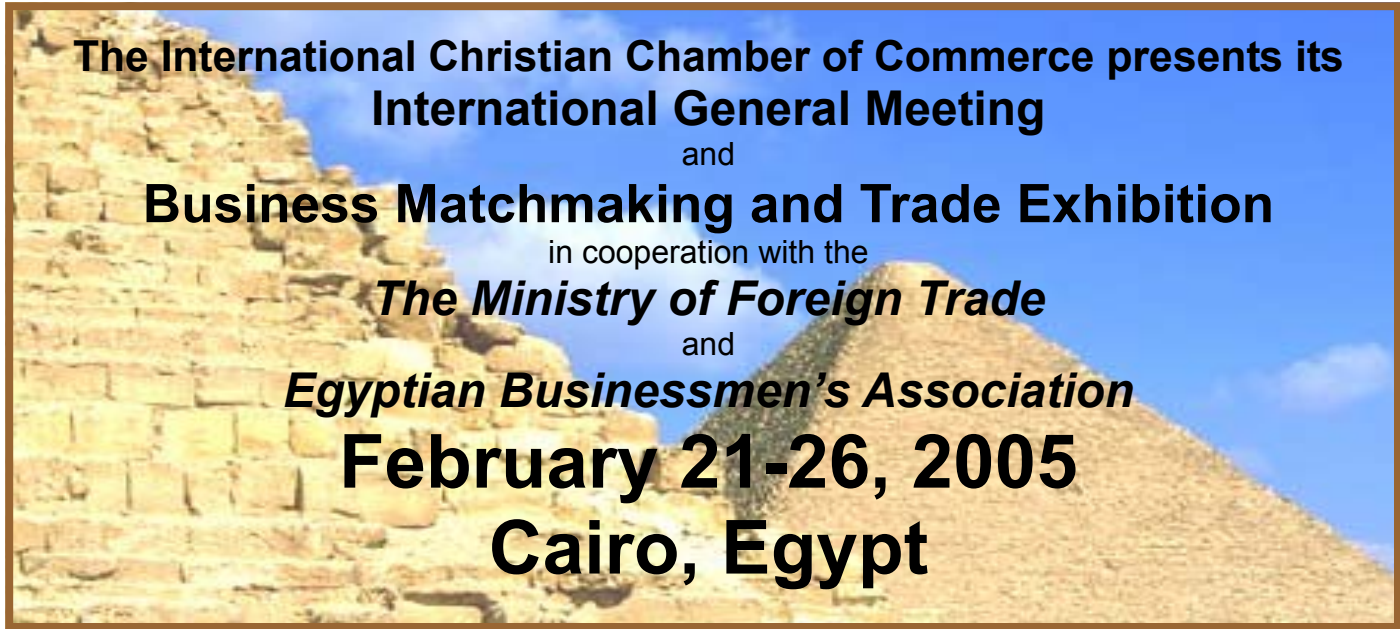 The International Christian Chamber of Commerce presents its
International General Meeting
and
Business Matchmaking and Trade Exhibition
in cooperation with the
The Ministry of Foreign Trade
and
Egyptian Businessmen’s Association
February 21-26, 2005
Cairo, Egypt